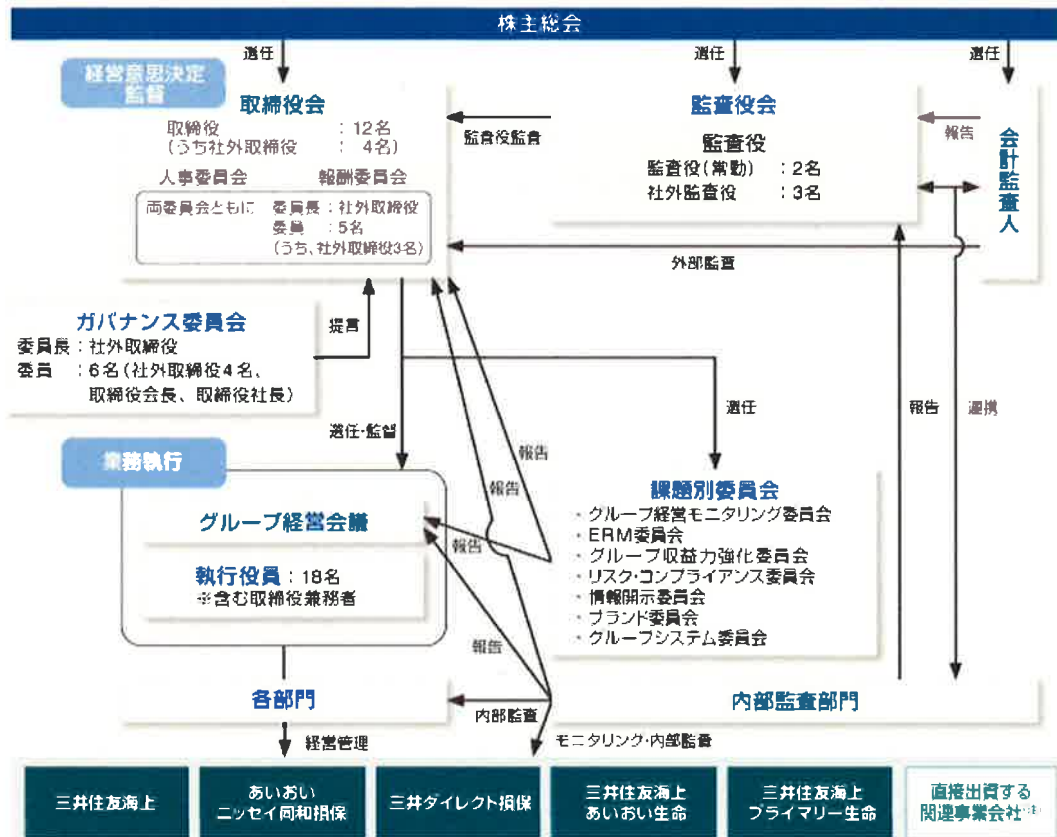 株主総会
選任
選任
選任
経営意思決定
監督
取締役会
取締役 : 12名
(うち社外取締役 : 4名)
人事委員会 報酬委員会
両委員会ともに 委員長 : 社外取締役
委員 : 5名
(うち、社外取締役3名)
監査役監査
監査役会
監査役
監査役(常勤) : 2名
社外監査役 : 3名
報告
会計監査人
外部監査
ガバナンス委員会
委員長 : 社外取締役
委員 : 6名(社外取締役4名、
取締役会長、取締役社長)
提言
選任・監督
選任
報告
連携
業務執行
報告
報告
グループ経営会議
執行役員 : 18名
※含む取締役兼務者
報告
課題別委員会
・グループ経営モニタリング委員会
・ERM委員会
・グループ収益力強化委員会
・リスク・コンプライアンス委員会
・情報開示委員会
・ブランド委員会
・グループシステム委員会
報告
各部門
内部監査
内部監査部門
経営管理
モニタリング・内部監査
三井住友海上
あいおい
ニッセイ同和損保
三井ダイレクト損保
三井住友海上
あいおい生命
三井住友海上
プライマリー生命
直接出資する
関連事業会社(注)